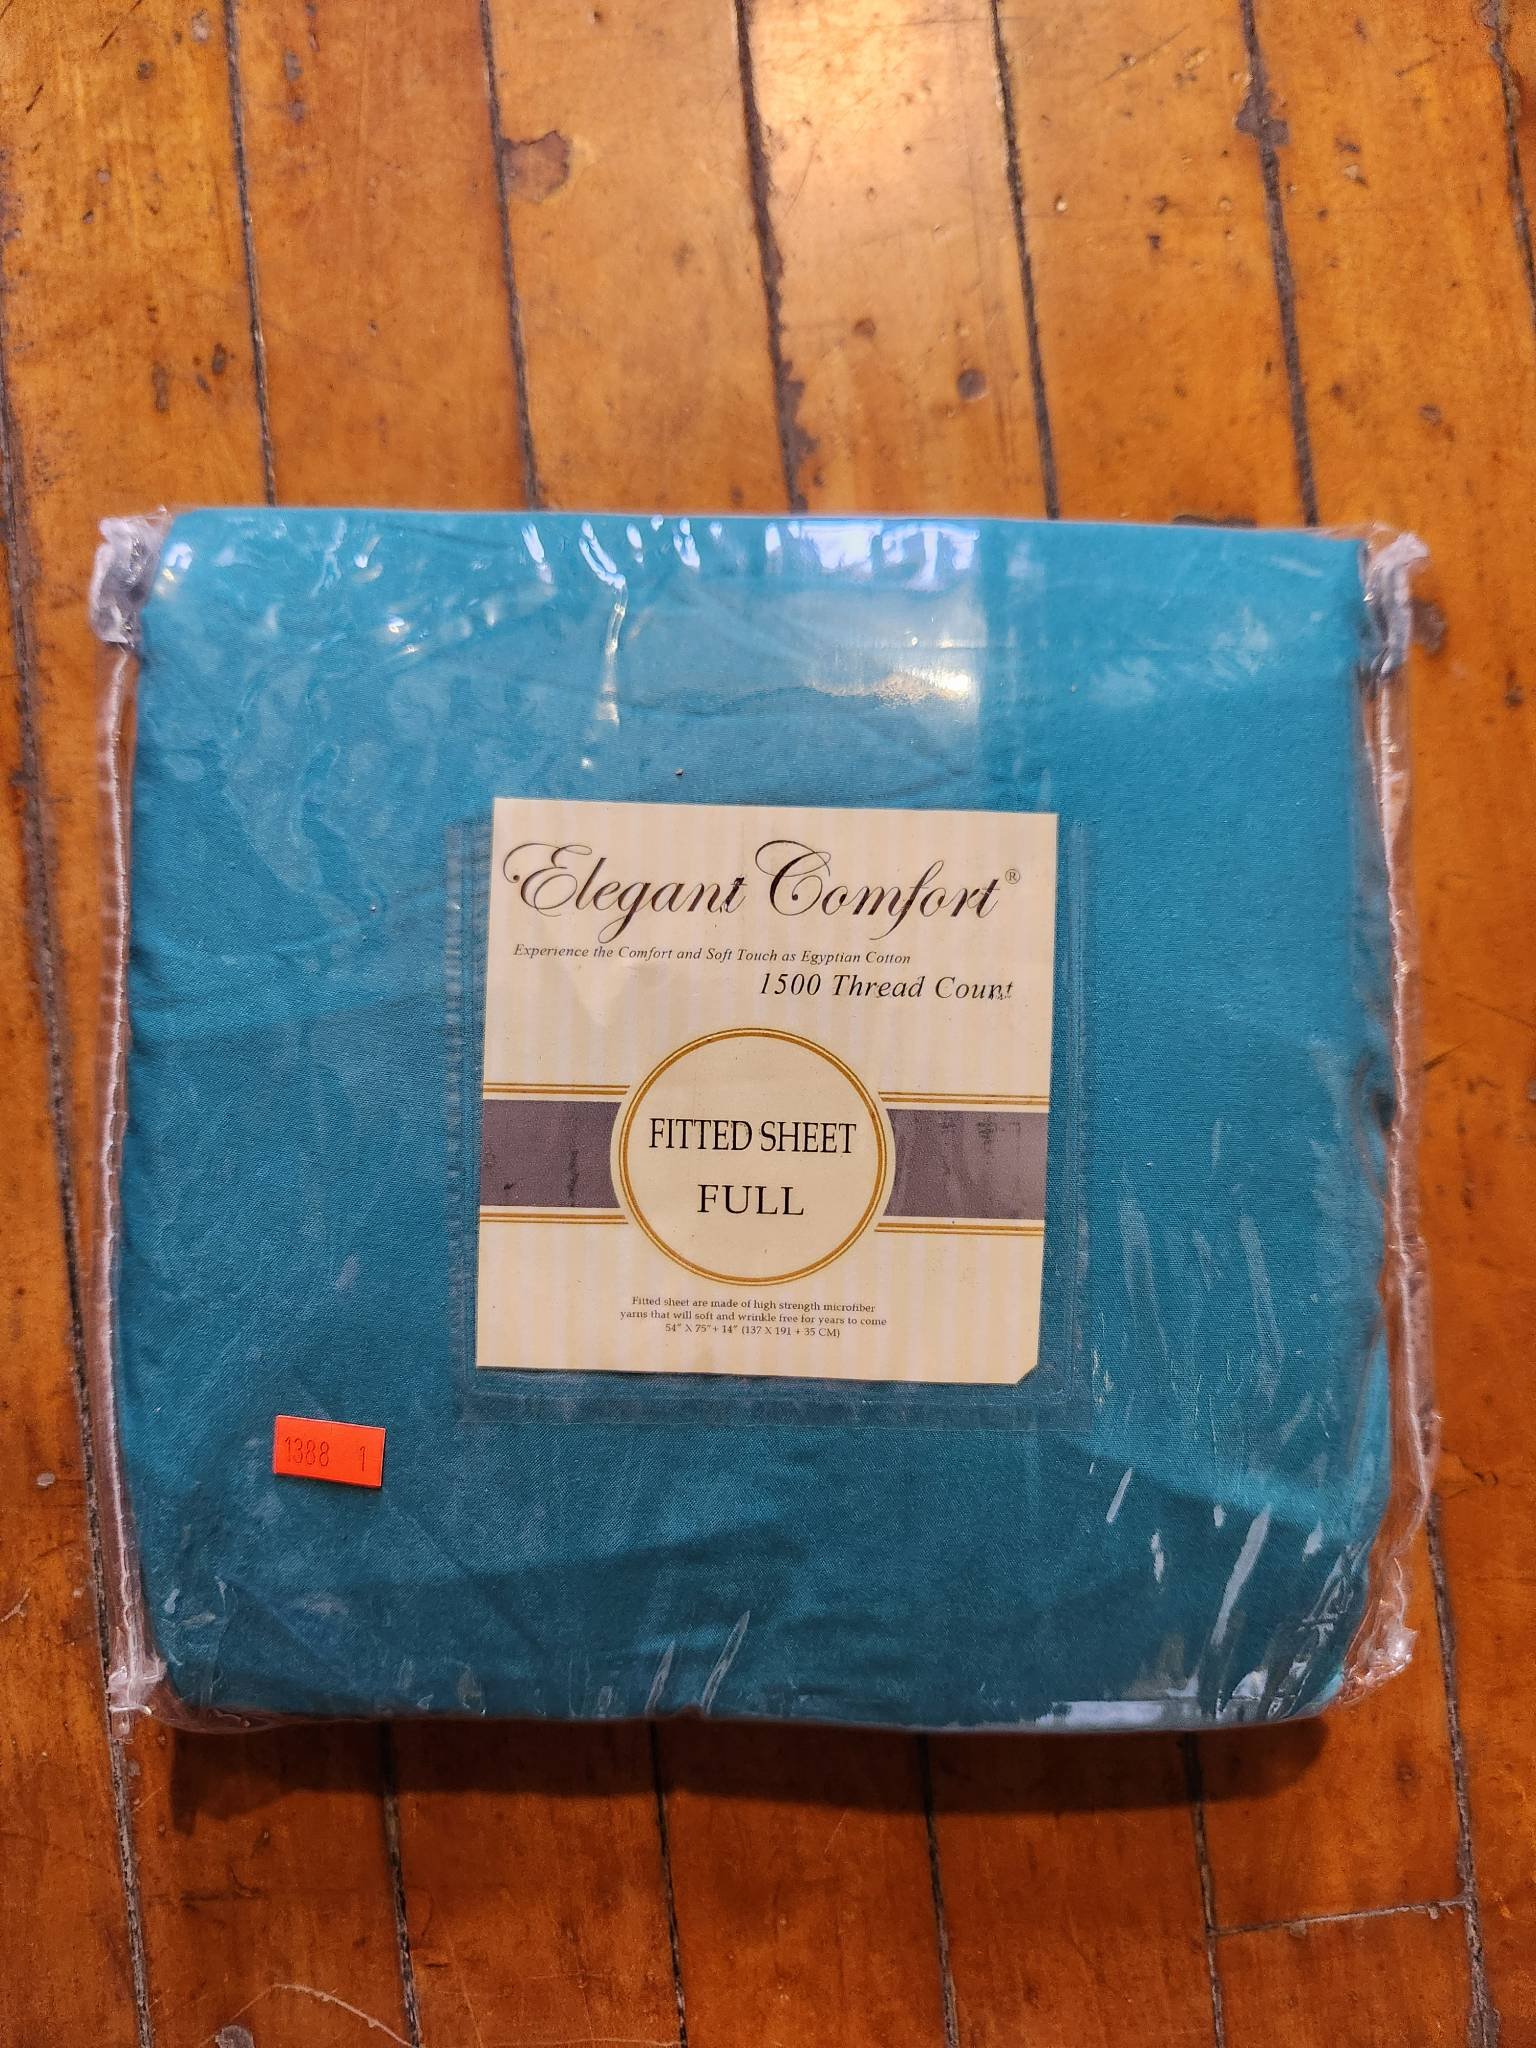 Elegant Comfort®
Experience the Comfort and Soft Touch as Egyptian Cotton
1500 Thread Count
FITTED SHEET
FULL
Fitted sheet are made of high strength microfiber
yarns that will soft and wrinkle free for years to come
54" X 75"+ 14" (137 X 191 + 35 CM)
1388 1